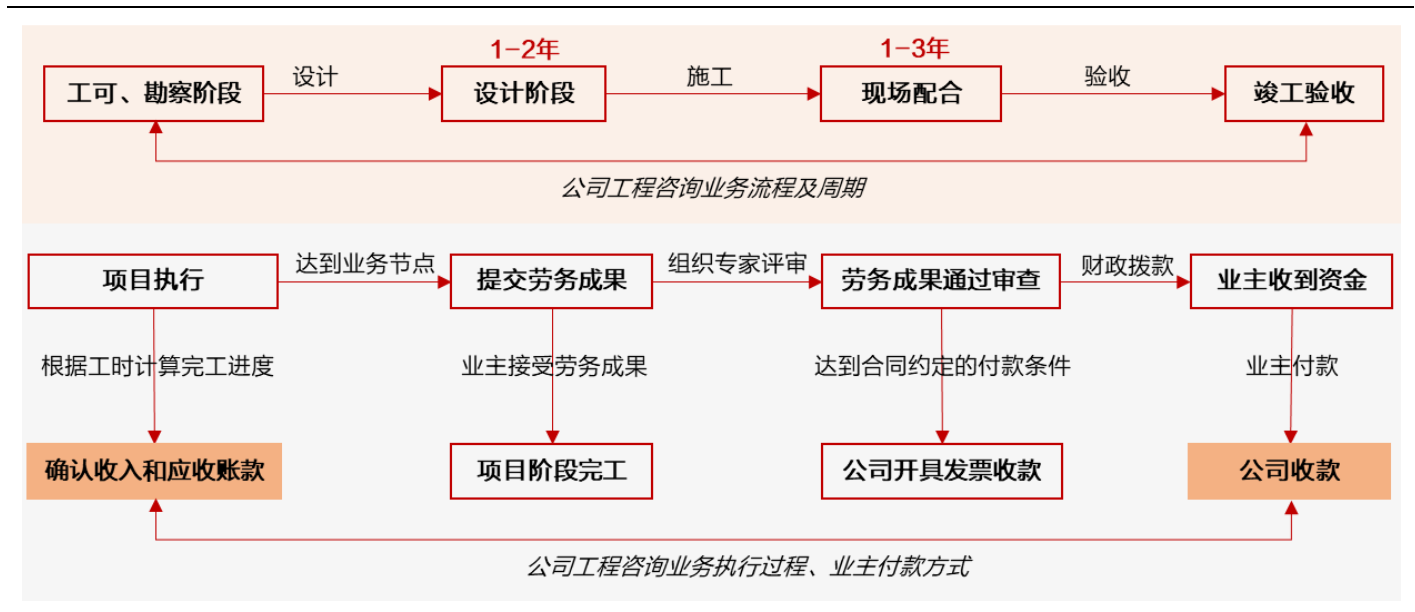 1-2年
1-3年
工可、勘察阶段
设计
设计阶段
施工
现场配合
验收
竣工验收
公司工程咨询业务流程及周期
项目执行
达到业务节点
提交劳务成果
组织专家评审
劳务成果通过审查
财政拨款
业主收到资金
根据工时计算完工进度
业主接受劳务成果
达到合同约定的付款条件
业主付款
确认收入和应收账款
项目阶段完工
公司开具发票收款
公司收款
公司工程咨询业务执行过程、业主付款方式